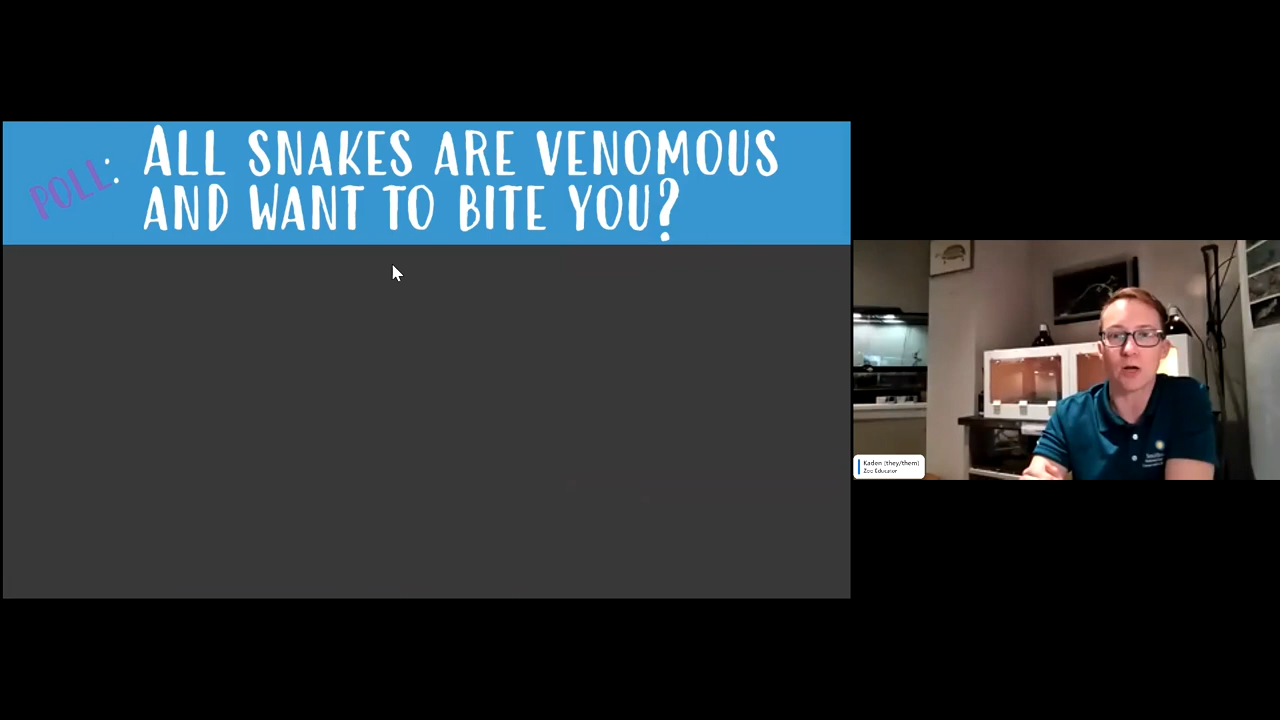 POLL: ALL SNAKES ARE VENOMOUS
AND WANT TO BITE YOU?
Kaden (they/them)
Zoo Educator